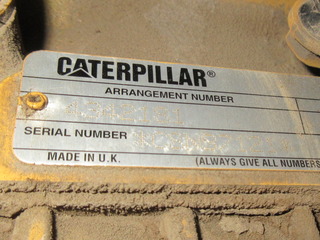 CATERPILLAR®
ARRANGEMENT NUMBER
SERIAL NUMBER
MADE IN U.K. (ALWAYS GIVE ALL NUMBERS